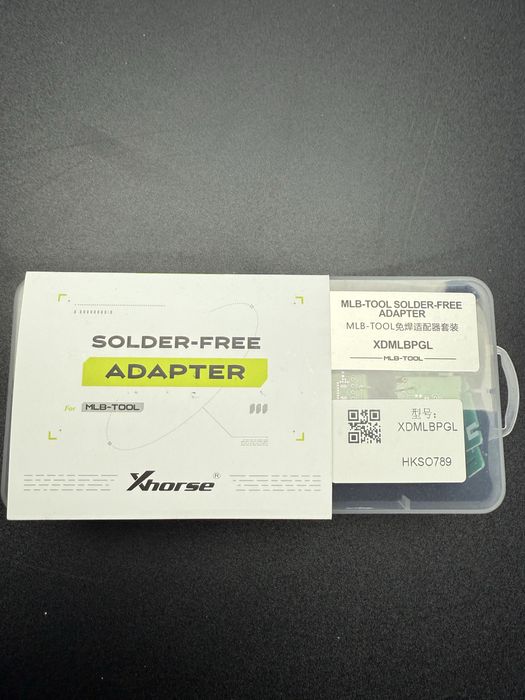 SOLDER-FREE
ADAPTER
For MLB-TOOL
Xhorse®
MLB-TOOL SOLDER-FREE
ADAPTER
MLB-TOOL免焊适配器套装
XDMLBPGL
MLB-TOOL
型号:
XDMLBPGL
HKSO789